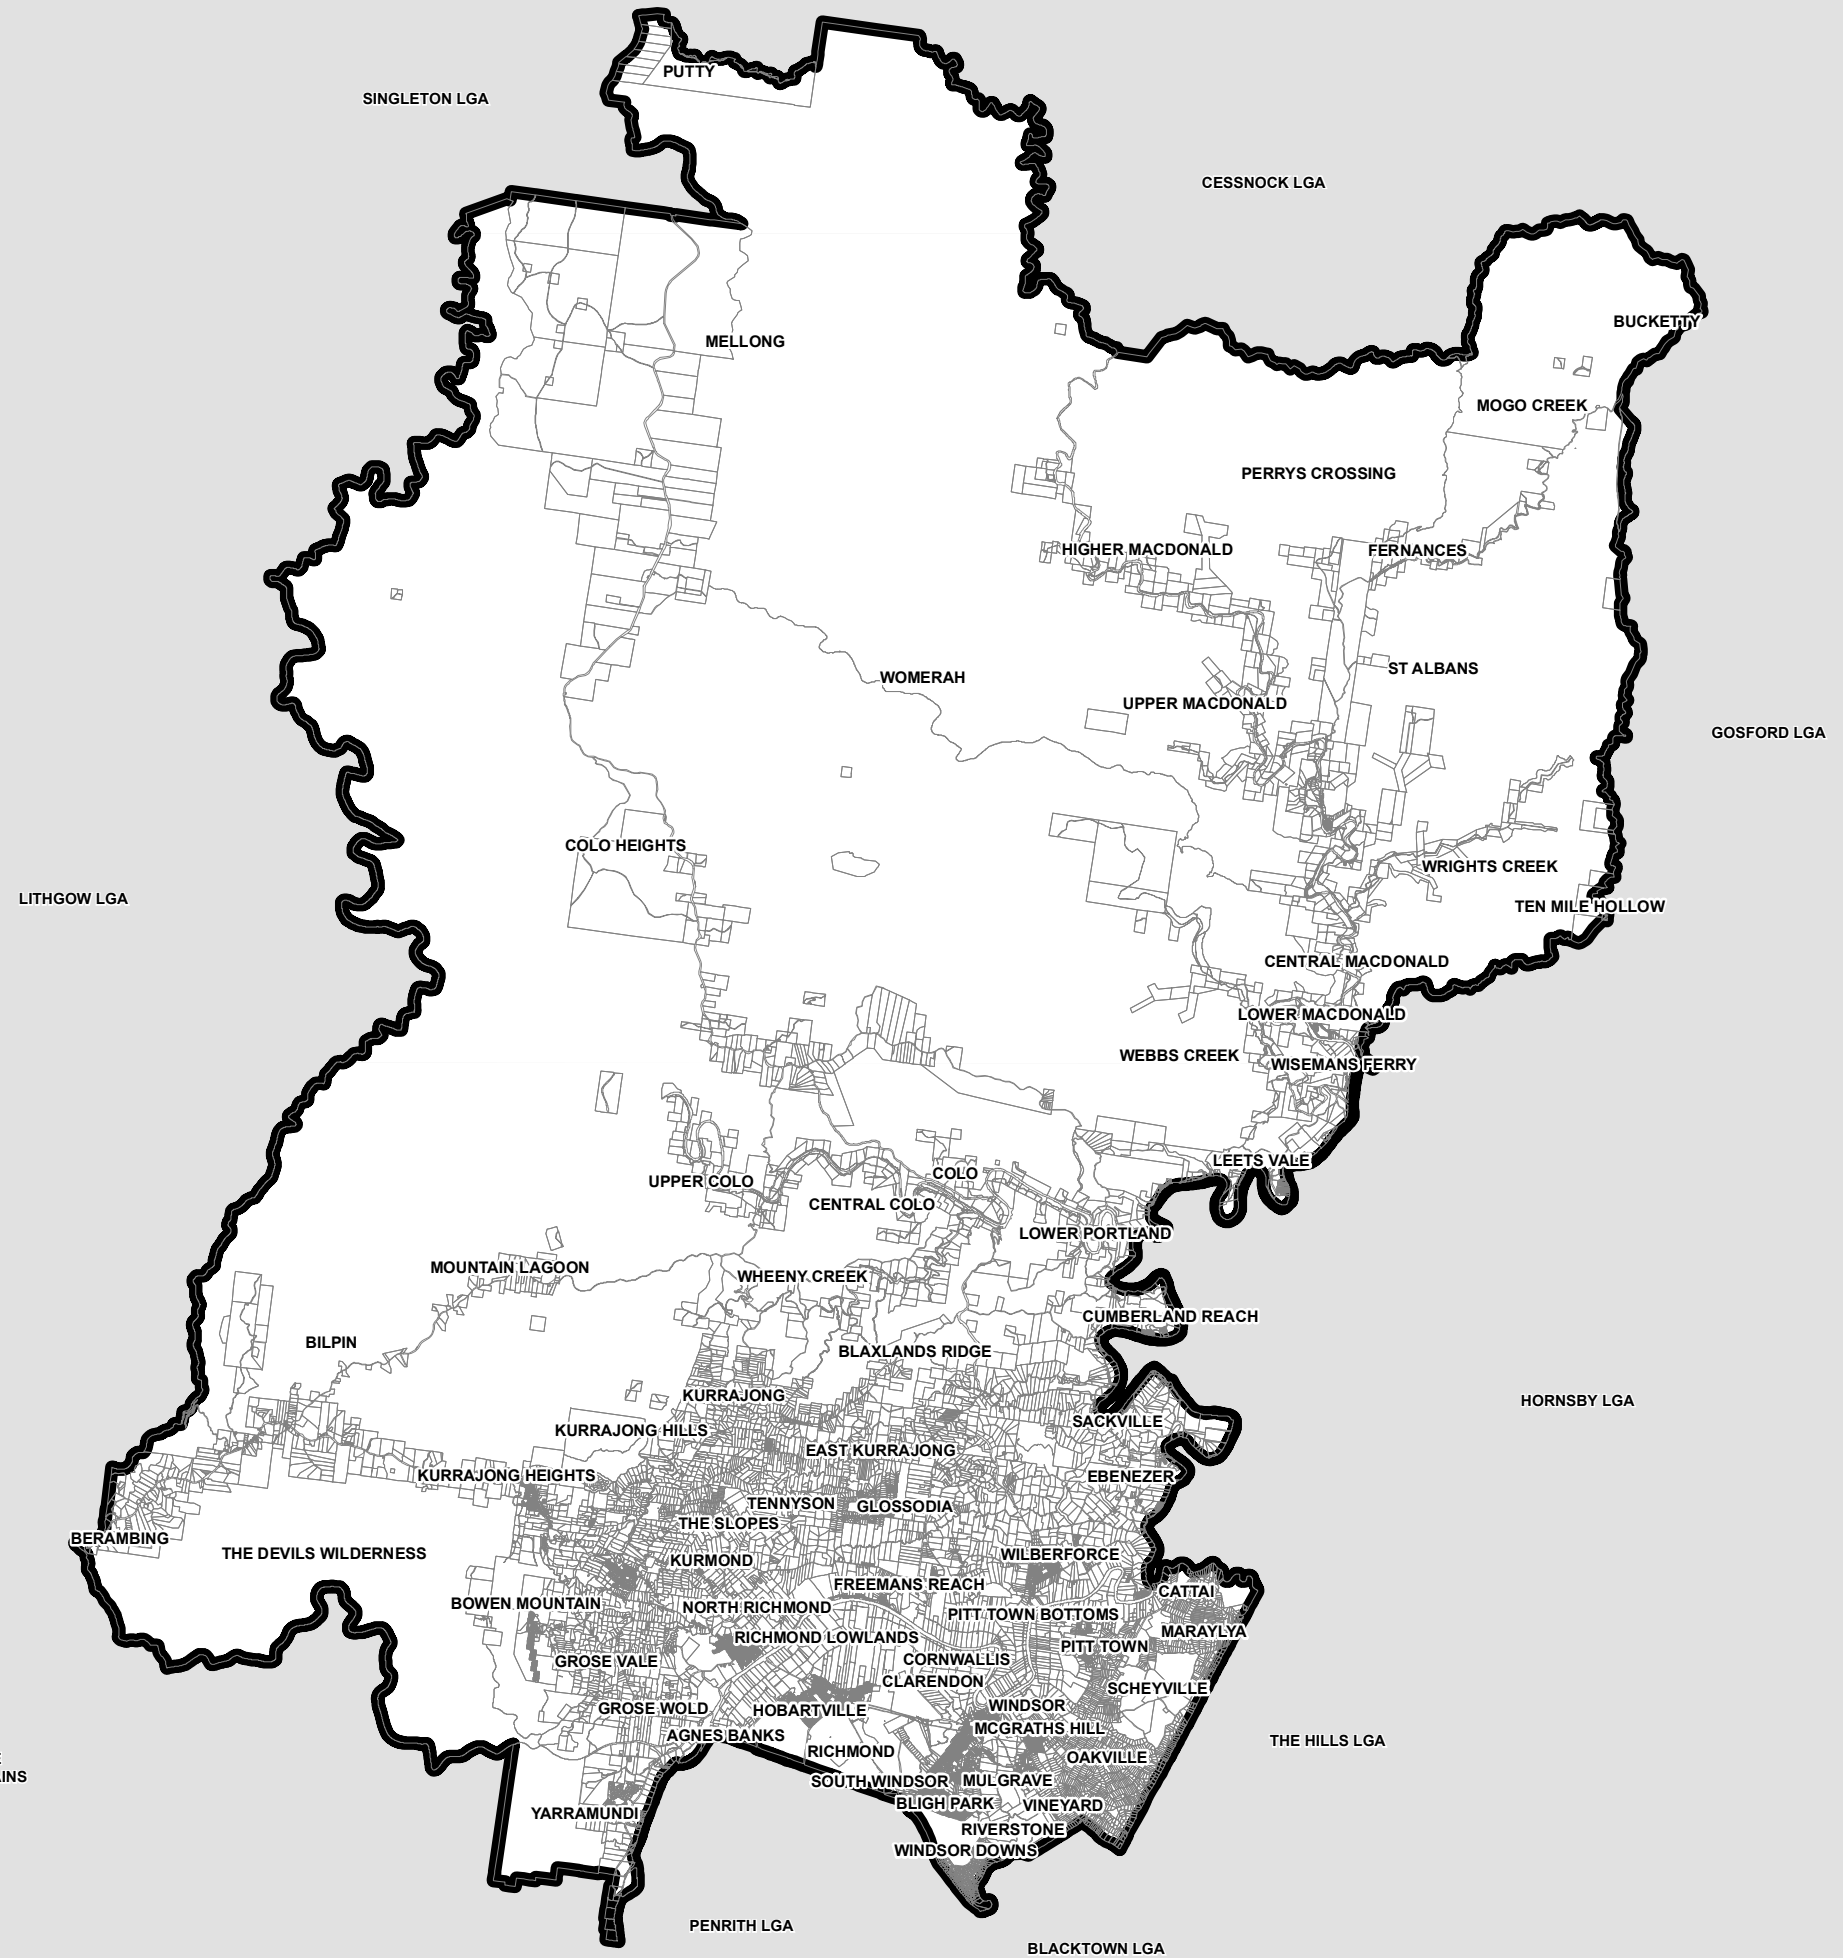 PUTTY
SINGLETON LGA
CESSNOCK LGA
BUCKETTY
MELLONG
MOGO CREEK
PERRYS CROSSING
HIGHER MACDONALD
FERNANCES
ST ALBANS
WOMERAH
UPPER MACDONALD
GOSFORD LGA
COLO HEIGHTS
WRIGHTS CREEK
LITHGOW LGA
TEN MILE HOLLOW
CENTRAL MACDONALD
LOWER MACDONALD
WEBBS CREEK
WISEMANS FERRY
LEETS VALE
COLO
UPPER COLO
CENTRAL COLO
LOWER PORTLAND
MOUNTAIN LAGOON
WHEENY CREEK
CUMBERLAND REACH
BILPIN
BLAXLANDS RIDGE
KURRAJONG
HORNSBY LGA
SACKVILLE
KURRAJONG HILLS
EAST KURRAJONG
KURRAJONG HEIGHTS
EBENEZER
TENNYSON
GLOSSODIA
THE SLOPES
BERAMBING
THE DEVILS WILDERNESS
WILBERFORCE
KURMOND
FREEMANS REACH
CATTAI
BOWEN MOUNTAIN
NORTH RICHMOND
PITT TOWN BOTTOMS
MARAYLYA
RICHMOND LOWLANDS
PITT TOWN
CORNWALLIS
GROSE VALE
CLARENDON
SCHEYVILLE
WINDSOR
GROSE WOLD
HOBARTVILLE
MCGRATHS HILL
AGNES BANKS
THE HILLS LGA
RICHMOND
OAKVILLE
INS
SOUTH WINDSOR
MULGRAVE
BLIGH PARK
VINEYARD
YARRAMUNDI
RIVERSTONE
WINDSOR DOWNS
PENRITH LGA
BLACKTOWN LGA